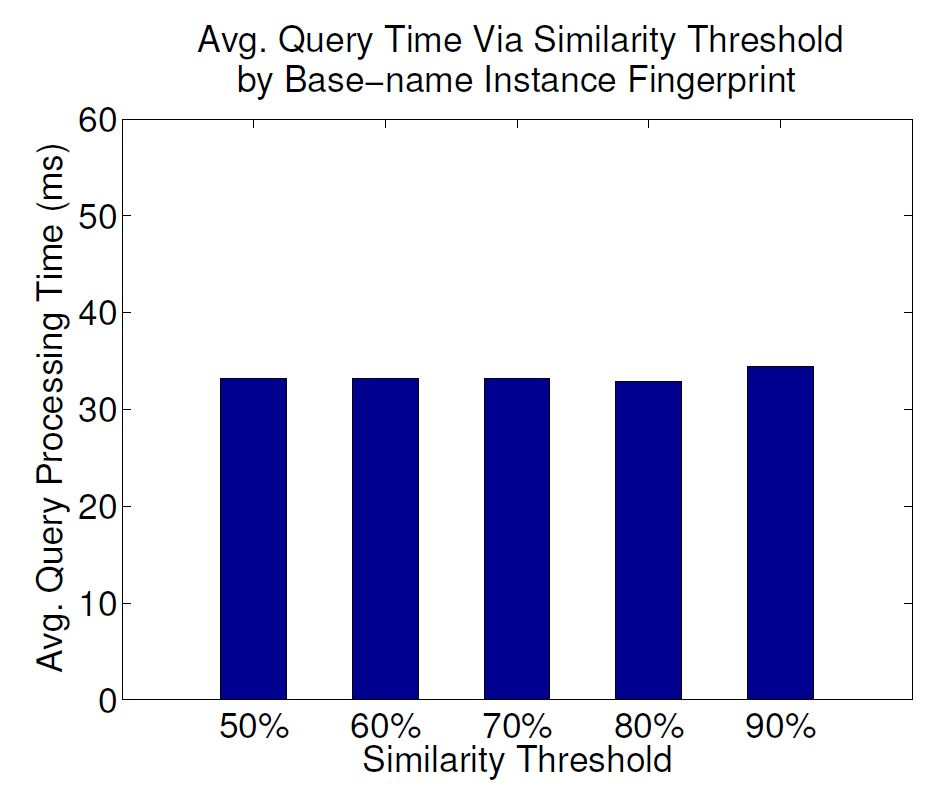 Avg. Query Time Via Similarity Threshold
by Base−name Instance Fingerprint
Avg. Query Processing Time (ms)
60
50
40
30
20
10
0
50% 60% 70% 80% 90%
Similarity Threshold